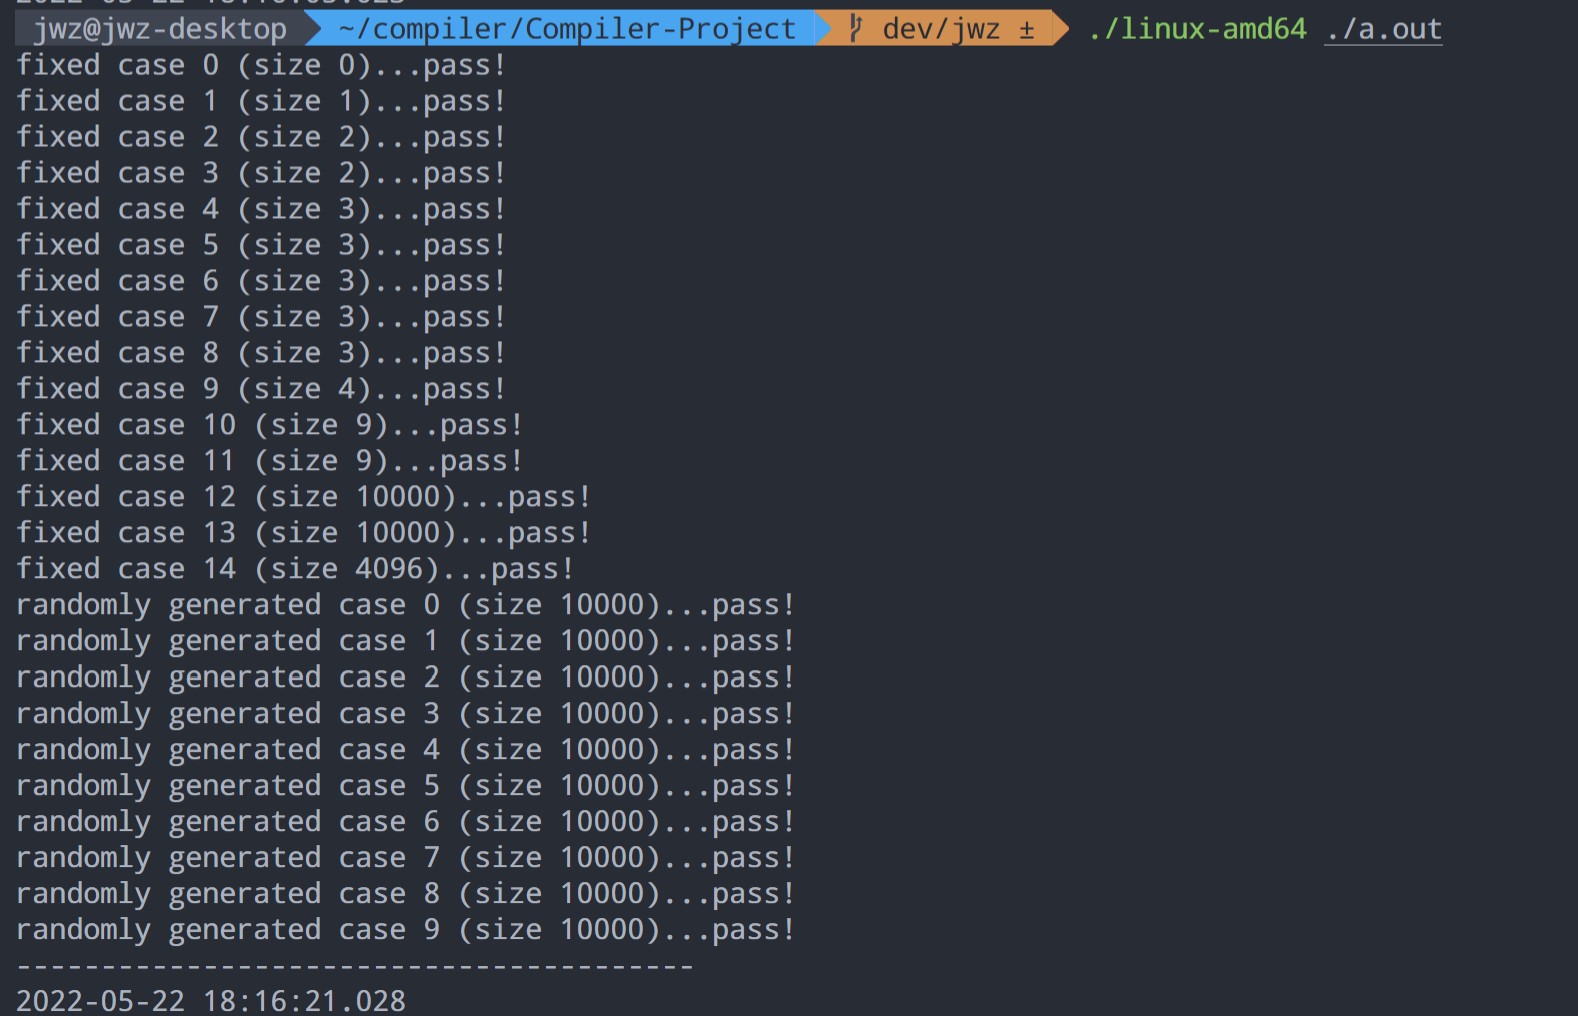 jwz@jwz-desktop ~/compiler/Compiler-Project dev/jwz ± ./linux-amd64 ./a.out
fixed case 0 (size 0)...pass!
fixed case 1 (size 1)...pass!
fixed case 2 (size 2)...pass!
fixed case 3 (size 2)...pass!
fixed case 4 (size 3)...pass!
fixed case 5 (size 3)...pass!
fixed case 6 (size 3)...pass!
fixed case 7 (size 3)...pass!
fixed case 8 (size 3)...pass!
fixed case 9 (size 4)...pass!
fixed case 10 (size 9)...pass!
fixed case 11 (size 9)...pass!
fixed case 12 (size 10000)...pass!
fixed case 13 (size 10000)...pass!
fixed case 14 (size 4096)...pass!
randomly generated case 0 (size 10000)...pass!
randomly generated case 1 (size 10000)...pass!
randomly generated case 2 (size 10000)...pass!
randomly generated case 3 (size 10000)...pass!
randomly generated case 4 (size 10000)...pass!
randomly generated case 5 (size 10000)...pass!
randomly generated case 6 (size 10000)...pass!
randomly generated case 7 (size 10000)...pass!
randomly generated case 8 (size 10000)...pass!
randomly generated case 9 (size 10000)...pass!
----------------------------------------
2022-05-22 18:16:21.028